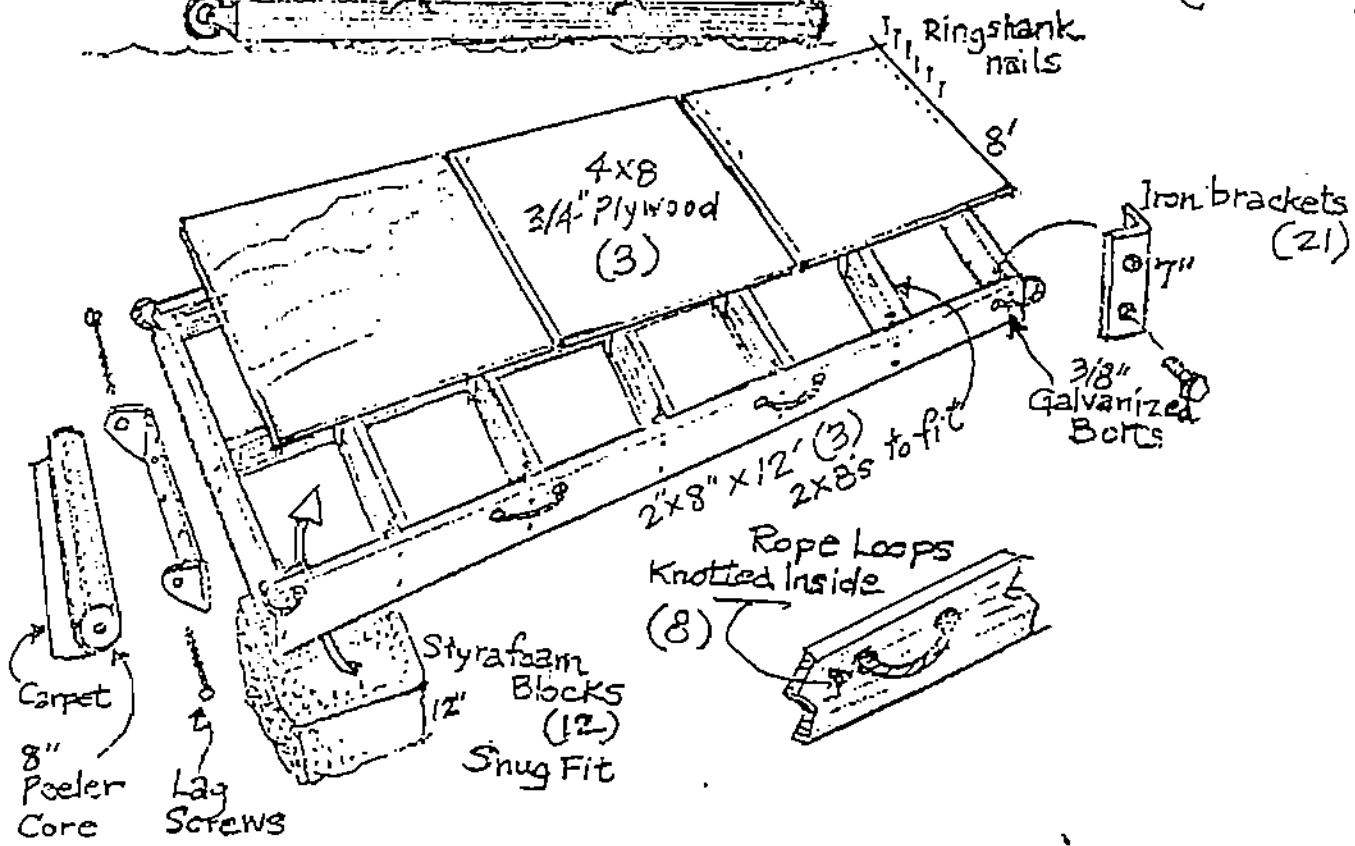 Ringshank
nails
8'
4x8
3/4" Plywood
(3)
Iron brackets
(21)
7"
3/8"
Galvanized
Bolts
2"x8" x 12' (3)
2x8's to fit
Rope Loops
Knotted Inside
(8)
Styrafoam
Blocks
(12)
Snug Fit
12"
Carpet
8"
Peeler
Core
Lag
Screws